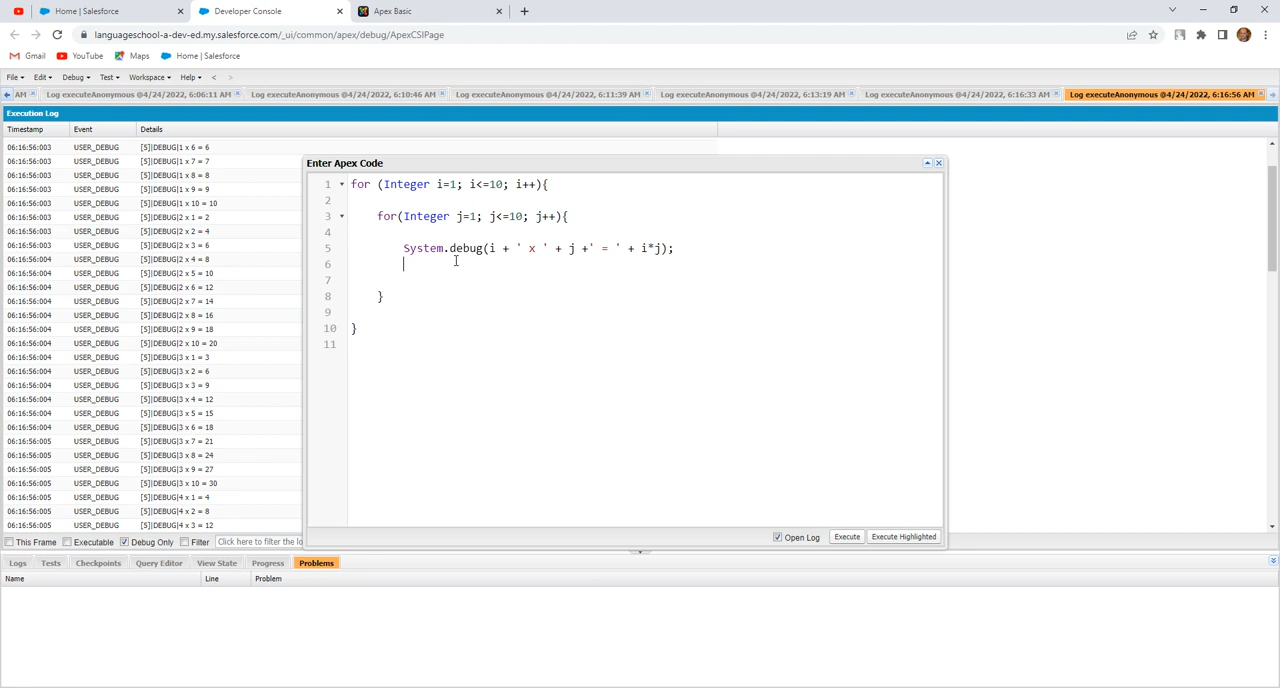 Home | Salesforce
Developer Console
Apex Basic
languageschool-a-dev-ed.my.salesforce.com/_ui/common/apex/debug/ApexCSIPage
Gmail YouTube Maps Home | Salesforce
File Edit Debug Test Workspace Help < >
AM Log executeAnonymous @4/24/2022, 6:06:11 AM Log executeAnonymous @4/24/2022, 6:10:46 AM Log executeAnonymous @4/24/2022, 6:11:39 AM Log executeAnonymous @4/24/2022, 6:13:19 AM Log executeAnonymous @4/24/2022, 6:16:33 AM Log executeAnonymous @4/24/2022, 6:16:56 AM
Execution Log
Timestamp Event Details
06:16:56:003 USER_DEBUG [5]|DEBUG|1 x 6 = 6
06:16:56:003 USER_DEBUG [5]|DEBUG|1 x 7 = 7
06:16:56:003 USER_DEBUG [5]|DEBUG|1 x 8 = 8
06:16:56:003 USER_DEBUG [5]|DEBUG|1 x 9 = 9
06:16:56:003 USER_DEBUG [5]|DEBUG|1 x 10 = 10
06:16:56:003 USER_DEBUG [5]|DEBUG|2 x 1 = 2
06:16:56:003 USER_DEBUG [5]|DEBUG|2 x 2 = 4
06:16:56:003 USER_DEBUG [5]|DEBUG|2 x 3 = 6
06:16:56:004 USER_DEBUG [5]|DEBUG|2 x 4 = 8
06:16:56:004 USER_DEBUG [5]|DEBUG|2 x 5 = 10
06:16:56:004 USER_DEBUG [5]|DEBUG|2 x 6 = 12
06:16:56:004 USER_DEBUG [5]|DEBUG|2 x 7 = 14
06:16:56:004 USER_DEBUG [5]|DEBUG|2 x 8 = 16
06:16:56:004 USER_DEBUG [5]|DEBUG|2 x 9 = 18
06:16:56:004 USER_DEBUG [5]|DEBUG|2 x 10 = 20
06:16:56:004 USER_DEBUG [5]|DEBUG|3 x 1 = 3
06:16:56:004 USER_DEBUG [5]|DEBUG|3 x 2 = 6
06:16:56:004 USER_DEBUG [5]|DEBUG|3 x 3 = 9
06:16:56:004 USER_DEBUG [5]|DEBUG|3 x 4 = 12
06:16:56:004 USER_DEBUG [5]|DEBUG|3 x 5 = 15
06:16:56:004 USER_DEBUG [5]|DEBUG|3 x 6 = 18
06:16:56:005 USER_DEBUG [5]|DEBUG|3 x 7 = 21
06:16:56:005 USER_DEBUG [5]|DEBUG|3 x 8 = 24
06:16:56:005 USER_DEBUG [5]|DEBUG|3 x 9 = 27
06:16:56:005 USER_DEBUG [5]|DEBUG|3 x 10 = 30
06:16:56:005 USER_DEBUG [5]|DEBUG|4 x 1 = 4
06:16:56:005 USER_DEBUG [5]|DEBUG|4 x 2 = 8
06:16:56:005 USER_DEBUG [5]|DEBUG|4 x 3 = 12
This Frame Executable Debug Only Filter Click here to filter the lo
Enter Apex Code
1 for (Integer i=1; i<=10; i++){
2
3 for(Integer j=1; j<=10; j++){
4
5 System.debug(i + ' x ' + j +' = ' + i*j);
6
7
8 }
9
10 }
11
Open Log Execute Execute Highlighted
Logs Tests Checkpoints Query Editor View State Progress Problems
Name Line Problem